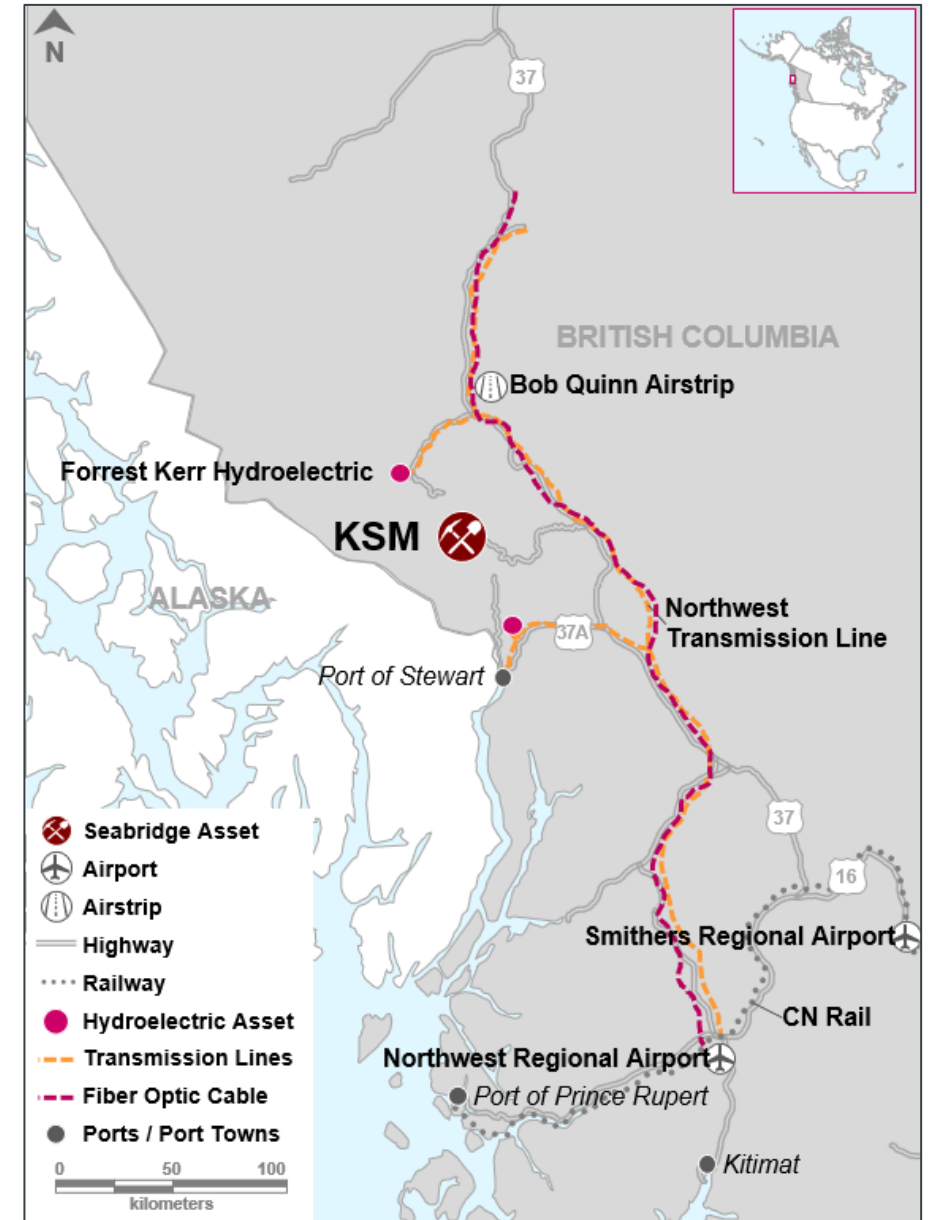 N
37
BRITISH COLUMBIA
Bob Quinn Airstrip
Forrest Kerr Hydroelectric
KSM
ALASKA
Northwest
Transmission Line
37A
Port of Stewart
37
16
Smithers Regional Airport
CN Rail
Northwest Regional Airport
Port of Prince Rupert
Kitimat
Seabridge Asset
Airport
Airstrip
Highway
Railway
Hydroelectric Asset
Transmission Lines
Fiber Optic Cable
Ports / Port Towns
0 50 100
kilometers